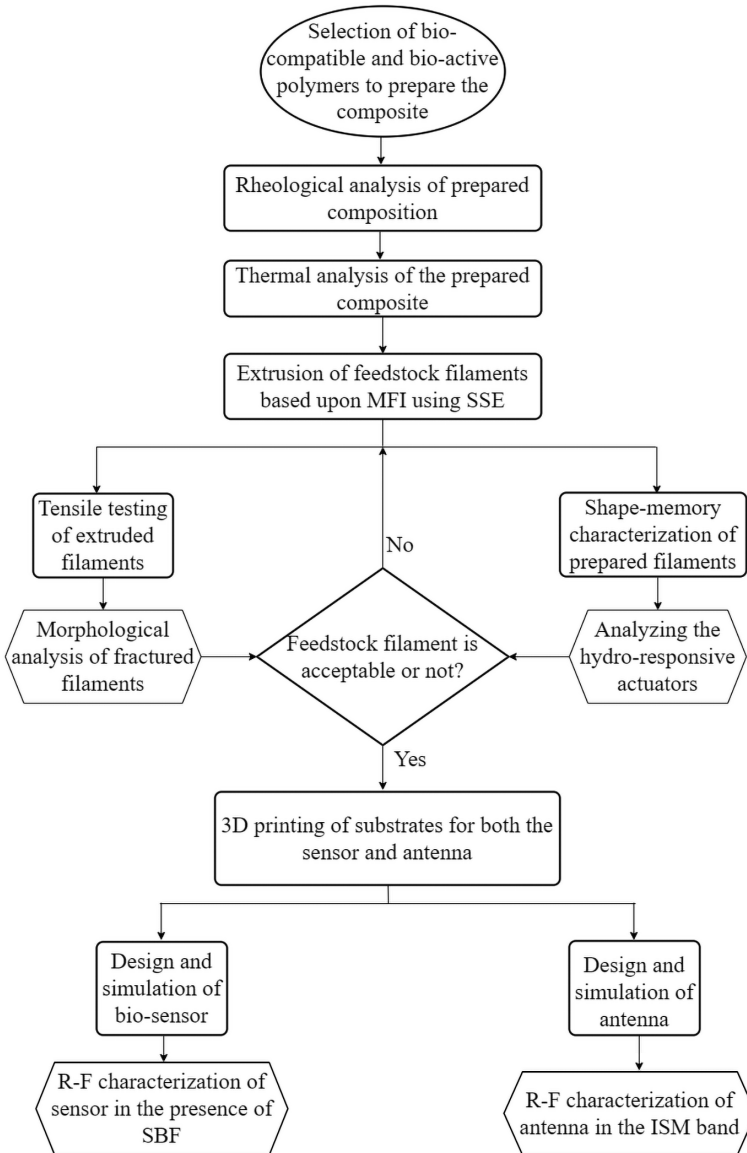 Selection of bio-
compatible and bio-active
polymers to prepare the
composite
Rheological analysis of prepared
composition
Thermal analysis of the prepared
composite
Extrusion of feedstock filaments
based upon MFI using SSE
Tensile testing
of extruded
filaments
Shape-memory
characterization of
prepared filaments
No
Morphological
analysis of fractured
filaments
Feedstock filament is
acceptable or not?
Analyzing the
hydro-responsive
actuators
Yes
3D printing of substrates for both the
sensor and antenna
Design and
simulation of
bio-sensor
Design and
simulation of
antenna
R-F characterization of
sensor in the presence of
SBF
R-F characterization of
antenna in the ISM band